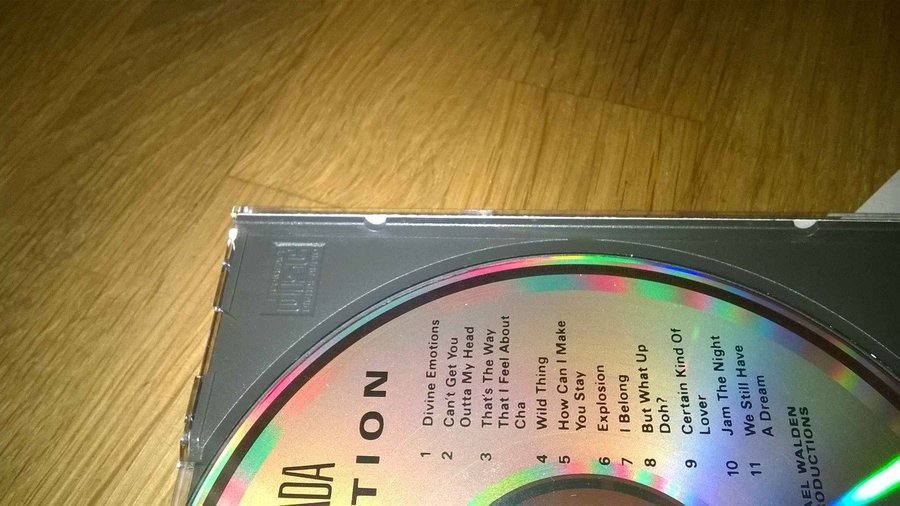 ADA
TION
1 Divine Emotions
2 Can't Get You
Outta My Head
3 That's The Way
That I Feel About
Cha
4 Wild Thing
5 How Can I Make
You Stay
6 Explosion
7 I Belong
8 But What Up
Doh?
9 Certain Kind Of
Lover
10 Jam The Night
11 We Still Have
A Dream
AEL WALDEN
ODUCTIONS